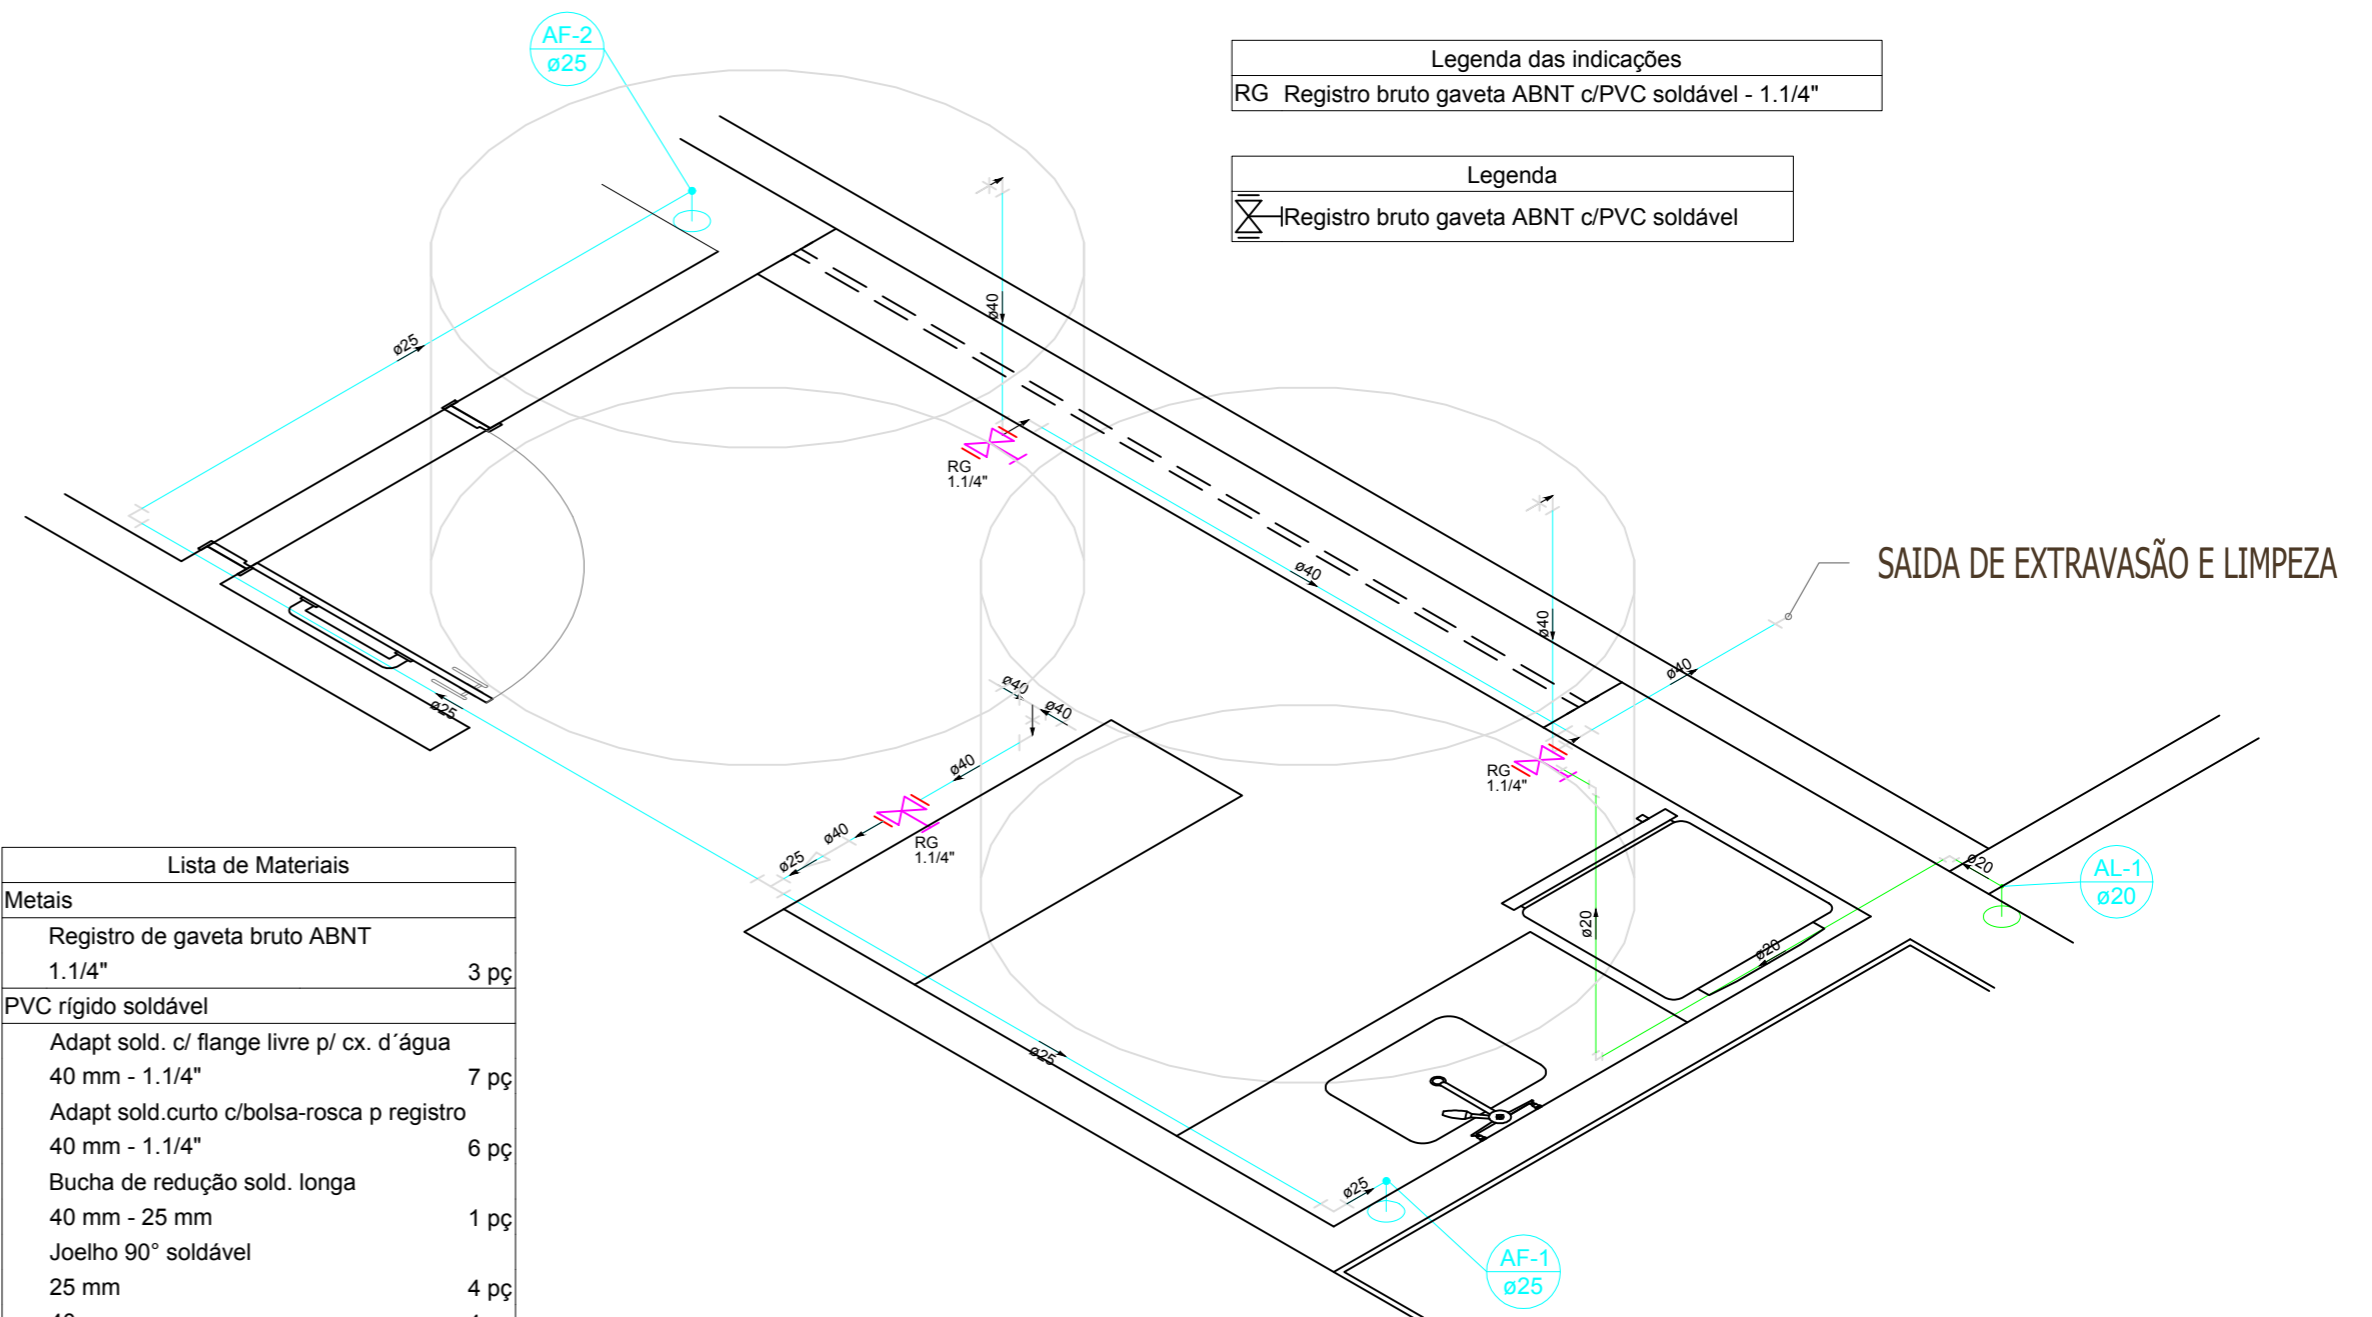 AF-2
ø25
Legenda das indicações
RG Registro bruto gaveta ABNT c/PVC soldável - 1.1/4"
Legenda
Registro bruto gaveta ABNT c/PVC soldável
ø40
ø25
RG
1.1/4"
ø40
ø40
SAIDA DE EXTRAVASÃO E LIMPEZA
ø40
ø25
ø40
ø40
ø40
RG
1.1/4"
ø40
ø25
RG
1.1/4"
ø20
AL-1
ø20
ø20
ø20
ø25
ø25
AF-1
ø25
Lista de Materiais
Metais
Registro de gaveta bruto ABNT
1.1/4" 3 pç
PVC rígido soldável
Adapt sold. c/ flange livre p/ cx. d´água
40 mm - 1.1/4" 7 pç
Adapt sold.curto c/bolsa-rosca p registro
40 mm - 1.1/4" 6 pç
Bucha de redução sold. longa
40 mm - 25 mm 1 pç
Joelho 90° soldável
25 mm 4 pç